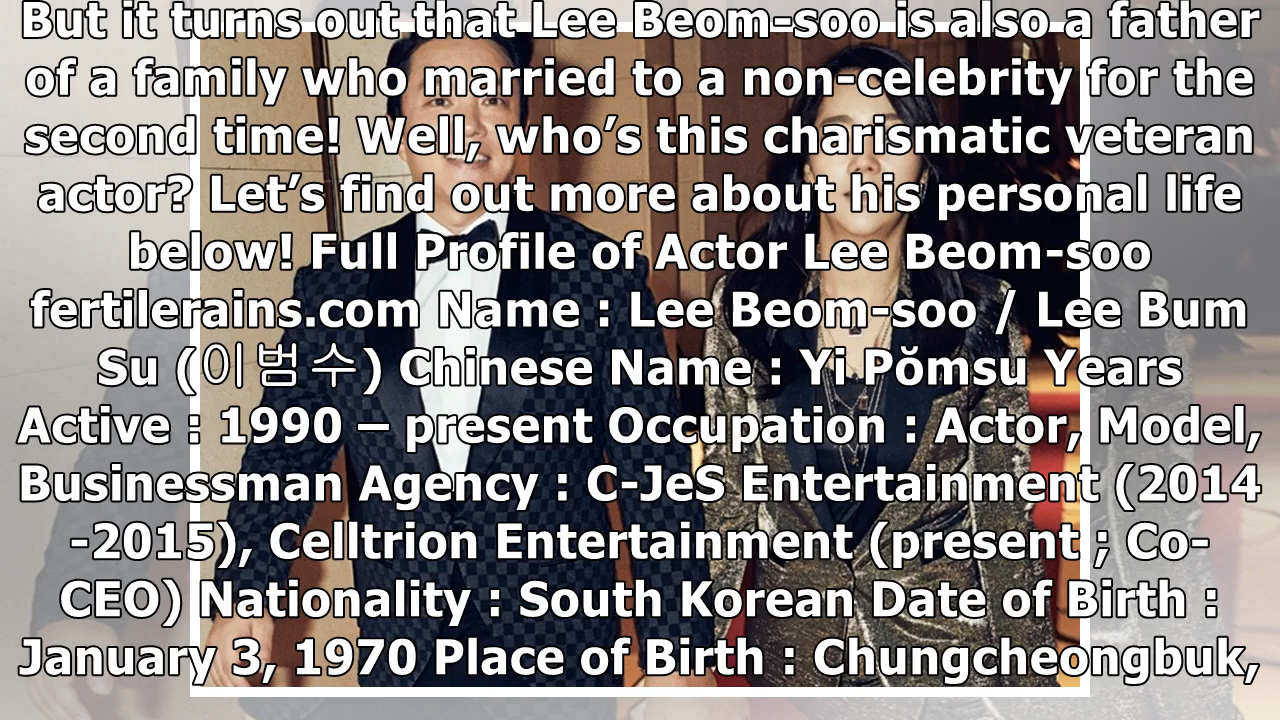 But it turns out that Lee Beom-soo is also a father
of a family who married to a non-celebrity for the
second time! Well, who’s this charismatic veteran
actor? Let’s find out more about his personal life
below! Full Profile of Actor Lee Beom-soo
fertilerains.com Name : Lee Beom-soo / Lee Bum
Su (이범수) Chinese Name : Yi Pŏmsu Years
Active : 1990 – present Occupation : Actor, Model,
Businessman Agency : C-JeS Entertainment (2014
-2015), Celltrion Entertainment (present ; Co-
CEO) Nationality : South Korean Date of Birth :
January 3, 1970 Place of Birth : Chungcheongbuk,